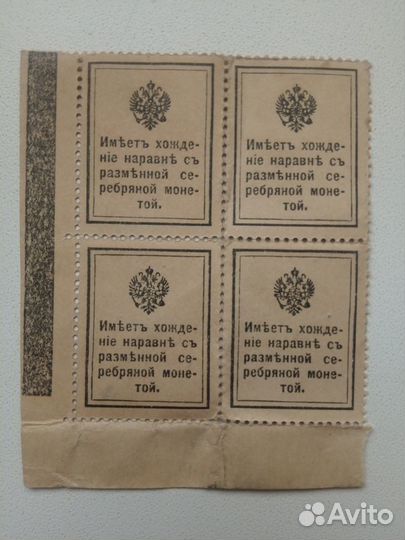 Имѣетъ хожде-
ніе наравнѣ съ
размѣнной се-
ребряной моне-
той.
Имѣетъ хожде-
ніе наравнѣ съ
размѣнной се-
ребряной моне-
той.
Имѣетъ хожде-
ніе наравнѣ съ
размѣнной се-
ребряной моне-
той.
Имѣетъ хожде-
ніе наравнѣ съ
размѣнной се-
ребряной моне-
той.
Avito